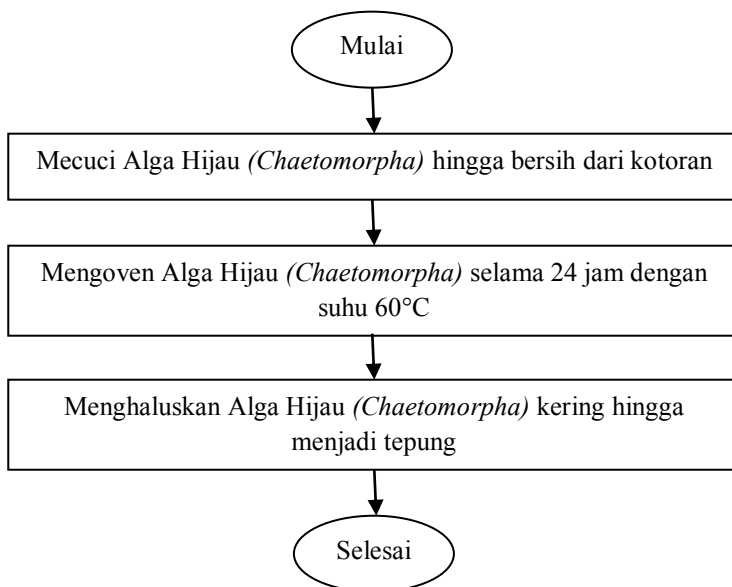 Mulai
Mecuci Alga Hijau (Chaetomorpha) hingga bersih dari kotoran
Mengoven Alga Hijau (Chaetomorpha) selama 24 jam dengan
suhu 60°C
Menghaluskan Alga Hijau (Chaetomorpha) kering hingga
menjadi tepung
Selesai